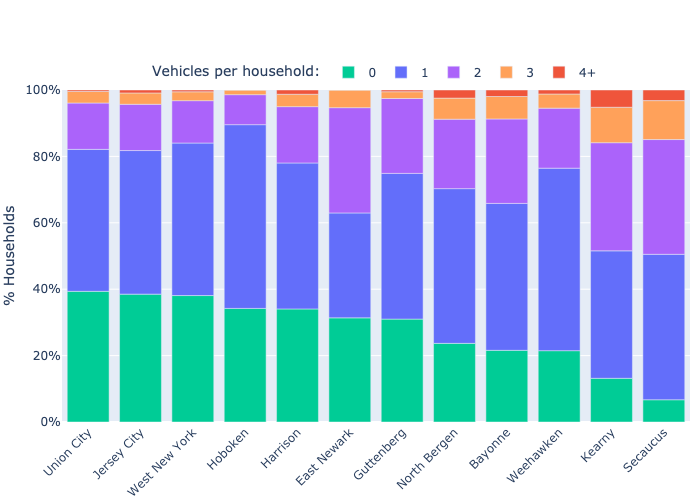 Vehicles per household: 0 1 2 3 4+
100%
80%
60%
40%
20%
0%
% Households
Union City
Jersey City
West New York
Hoboken
Harrison
East Newark
Guttenberg
North Bergen
Bayonne
Weehawken
Kearny
Secaucus